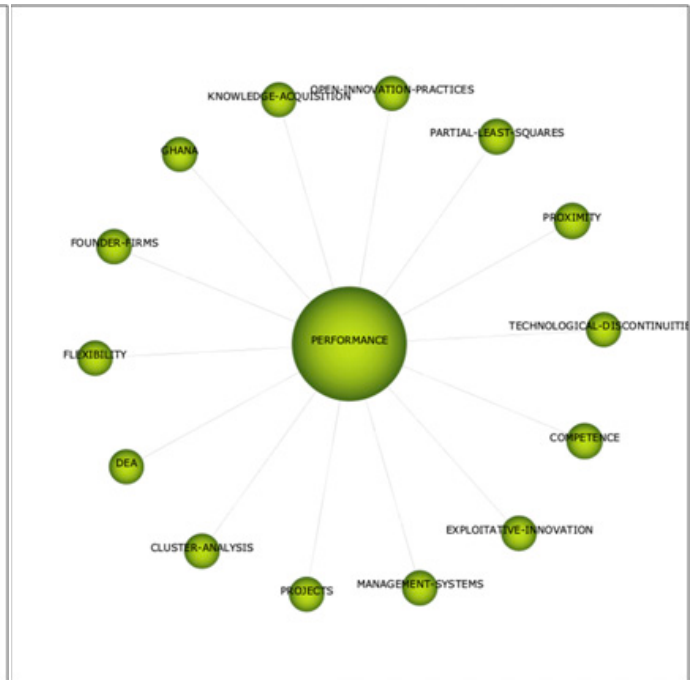 OPEN-INNOVATION-PRACTICES
KNOWLEDGE-ACQUISITION
PARTIAL-LEAST-SQUARES
GHANA
PROXIMITY
FOUNDER-FIRMS
TECHNOLOGICAL-DISCONTINUITIE
PERFORMANCE
FLEXIBILITY
COMPETENCE
DEA
EXPLOITATIVE-INNOVATION
CLUSTER-ANALYSIS
MANAGEMENT-SYSTEMS
PROJECTS